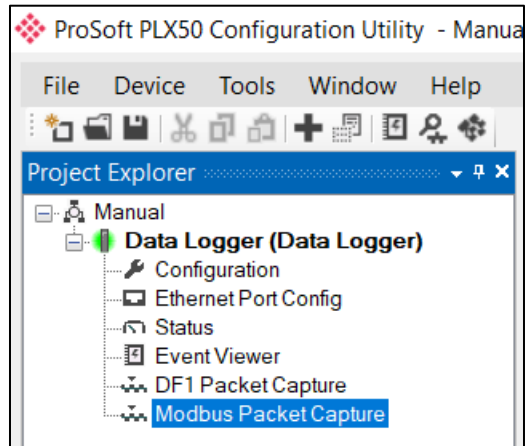 ProSoft PLX50 Configuration Utility - Manua
File Device Tools Window Help
Project Explorer
Manual
Data Logger (Data Logger)
Configuration
Ethernet Port Config
Status
Event Viewer
DF1 Packet Capture
Modbus Packet Capture